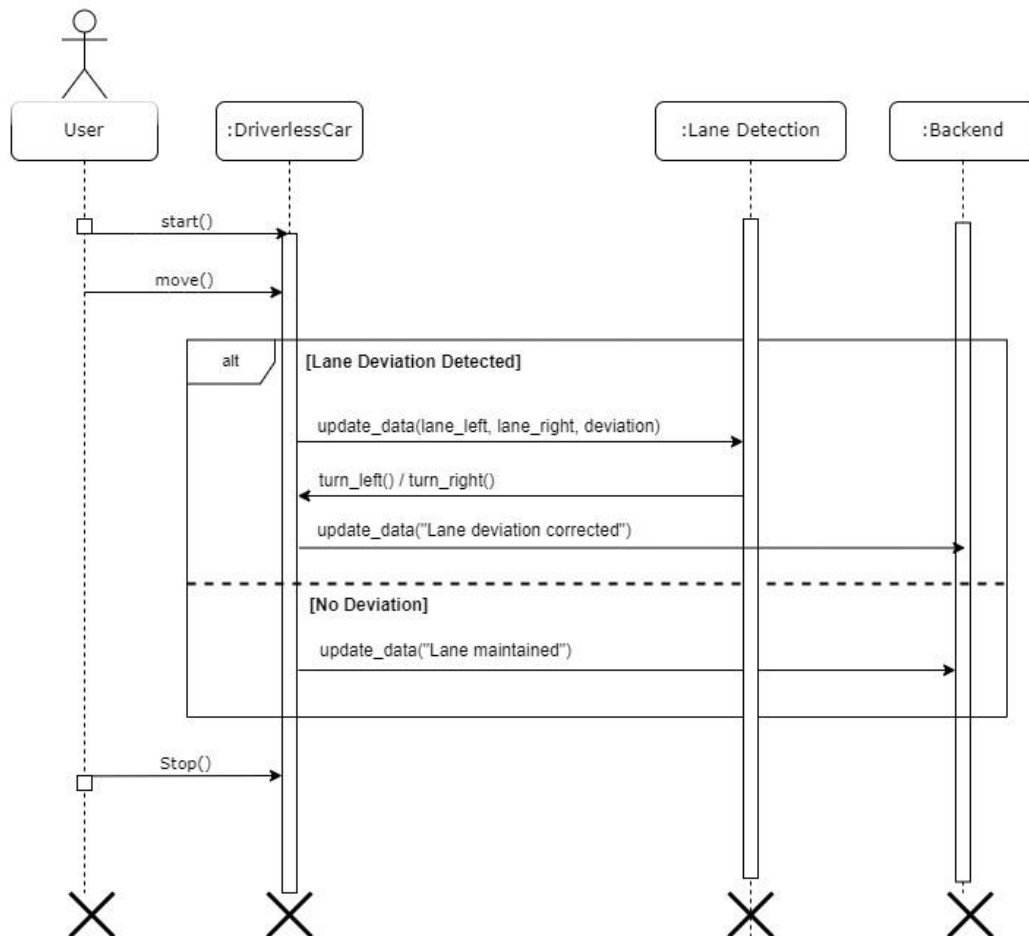 User
:DriverlessCar
:Lane Detection
:Backend
start()
move()
alt
[Lane Deviation Detected]
update_data(lane_left, lane_right, deviation)
turn_left() / turn_right()
update_data("Lane deviation corrected")
[No Deviation]
update_data("Lane maintained")
Stop()